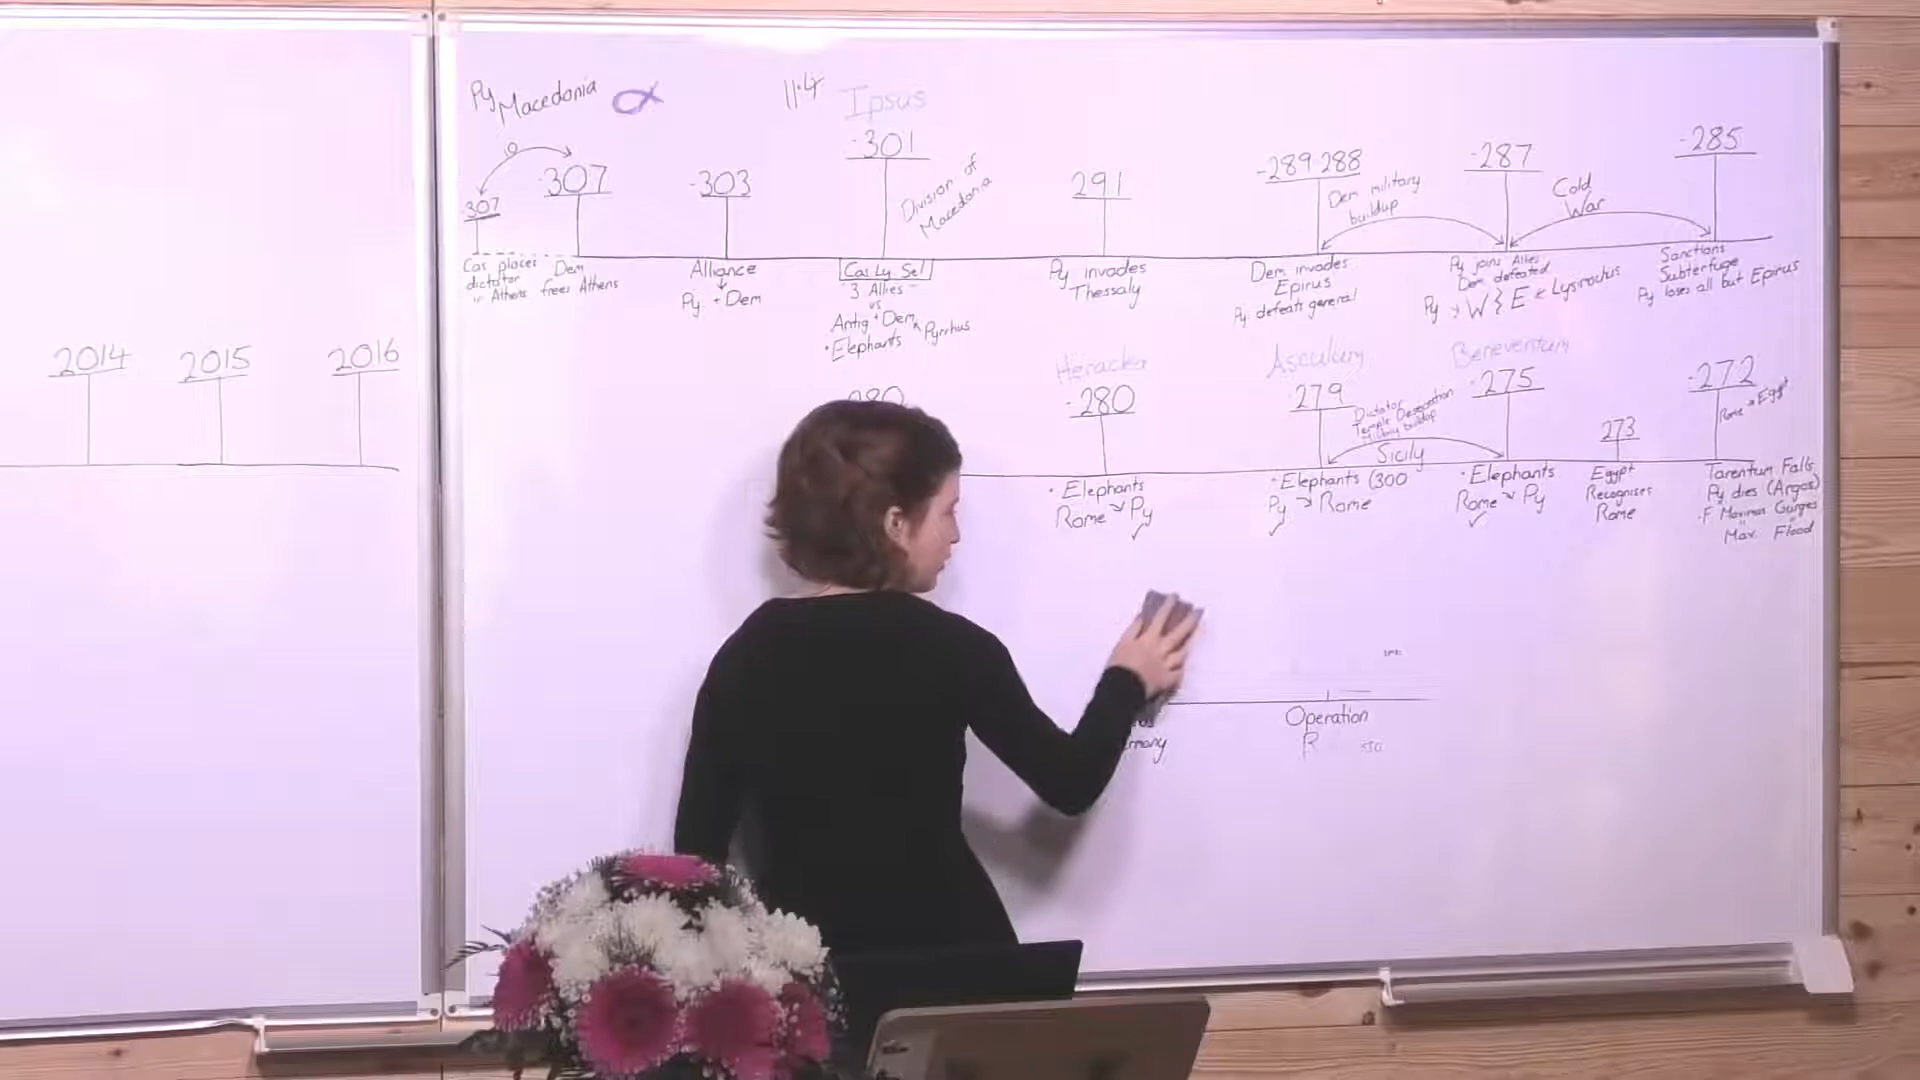 2014 2015 2016
Py Macedonia
11:4
Ipsus
-301
Division of
Macedonia
307
307
-303
291
-289 288
Dem military
buildup
-287
Cold
War
-285
Cas places
dictator
in Athens
Dem
frees Athens
Alliance
Py + Dem
Cas Ly Sel
3 Allies
vs
Antig + Dem
Pyrrhus
• Elephants
Py invades
Thessaly
Dem invades
Epirus
Py defeats general
Py joins Allies
Dem defeated
Py → W } E ← Lysimachus
Sanctions
Subterfuge
Py loses all but Epirus
280
Heraclea
-280
Asculum
279
Dictator
Temple Desecration
Military buildup
Sicily
Beneventum
-275
273
-272
Rome → Egypt
• Elephants
Rome Py
✓
• Elephants (300
Py Rome
✓
• Elephants
Rome Py
✓
Egypt
Recognises
Rome
Tarentum Falls
Py dies (Argos)
F Maximus Gurges
Max. Flood
Operation